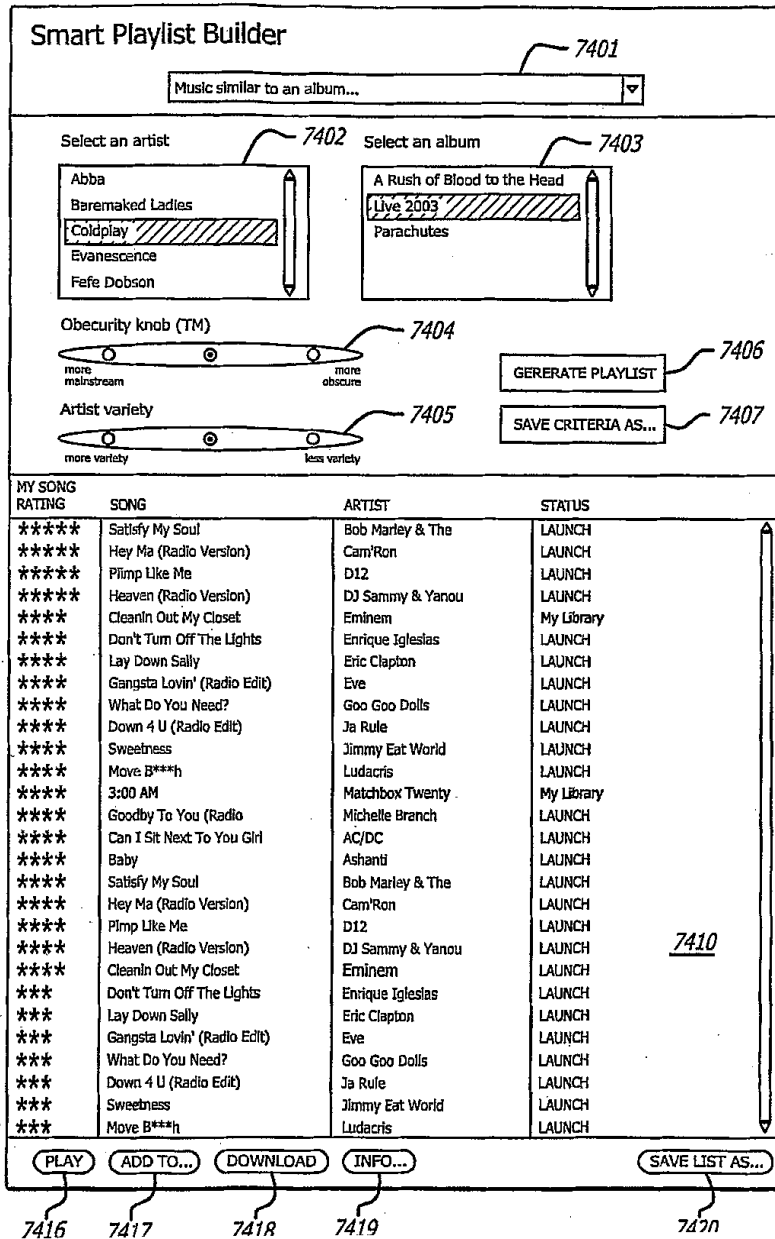 Smart Playlist Builder
7401
Music similar to an album...
Select an artist
7402
Select an album
7403
Abba
Baremaked Ladies
Coldplay
Evanescence
Fefe Dobson
A Rush of Blood to the Head
Live 2003
Parachutes
Obecurity knob (TM)
7404
more mainstream
more obscure
GERERATE PLAYLIST
7406
Artist variety
7405
more variety
less variety
SAVE CRITERIA AS...
7407
MY SONG RATING SONG ARTIST STATUS
***** Satisfy My Soul Bob Marley & The LAUNCH
***** Hey Ma (Radio Version) Cam'Ron LAUNCH
***** Piimp Like Me D12 LAUNCH
***** Heaven (Radio Version) DJ Sammy & Yanou LAUNCH
**** Cleanin Out My Closet Eminem My Library
**** Don't Turn Off The Lights Enrique Iglesias LAUNCH
**** Lay Down Sally Eric Clapton LAUNCH
**** Gangsta Lovin' (Radio Edit) Eve LAUNCH
**** What Do You Need? Goo Goo Dolls LAUNCH
**** Down 4 U (Radio Edit) Ja Rule LAUNCH
**** Sweetness Jimmy Eat World LAUNCH
**** Move B***h Ludacris LAUNCH
**** 3:00 AM Matchbox Twenty My Library
**** Goodby To You (Radio Michelle Branch LAUNCH
**** Can I Sit Next To You Girl AC/DC LAUNCH
**** Baby Ashanti LAUNCH
**** Satisfy My Soul Bob Marley & The LAUNCH
**** Hey Ma (Radio Version) Cam'Ron LAUNCH
**** Pimp Like Me D12 LAUNCH
**** Heaven (Radio Version) DJ Sammy & Yanou LAUNCH
**** Cleanin Out My Closet Eminem LAUNCH
*** Don't Turn Off The Lights Enrique Iglesias LAUNCH
*** Lay Down Sally Eric Clapton LAUNCH
*** Gangsta Lovin' (Radio Edit) Eve LAUNCH
*** What Do You Need? Goo Goo Dolls LAUNCH
*** Down 4 U (Radio Edit) Ja Rule LAUNCH
*** Sweetness Jimmy Eat World LAUNCH
*** Move B***h Ludacris LAUNCH
7410
PLAY ADD TO... DOWNLOAD INFO... SAVE LIST AS...
7416 7417 7418 7419 7420